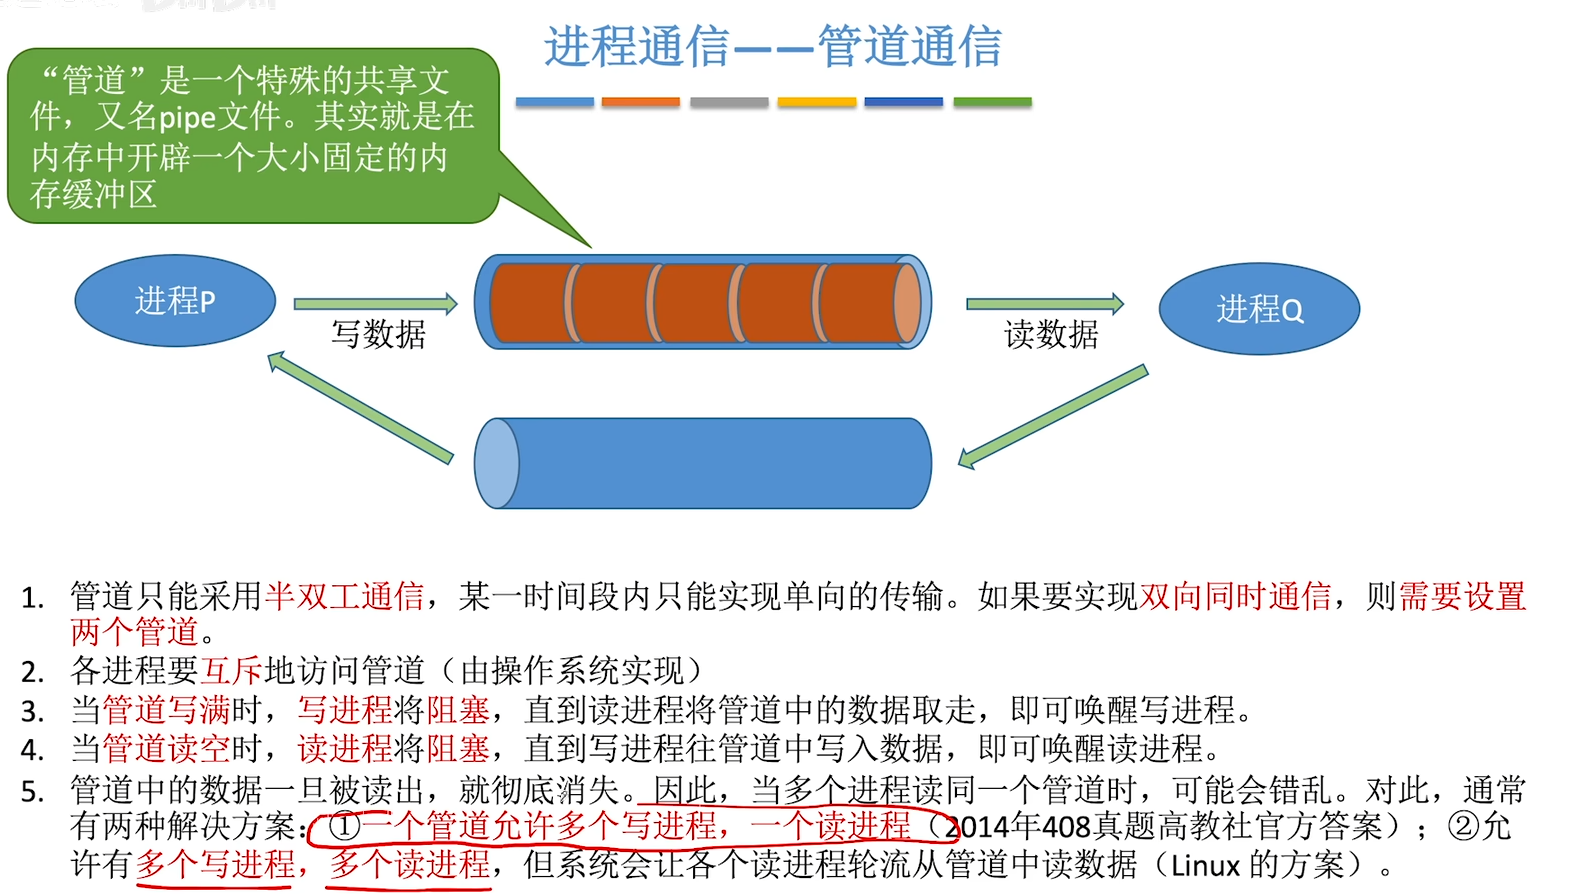 进程通信——管道通信
“管道”是一个特殊的共享文
件，又名pipe文件。其实就是在
内存中开辟一个大小固定的内
存缓冲区
进程P
写数据
读数据
进程Q
1. 管道只能采用半双工通信，某一时间段内只能实现单向的传输。如果要实现双向同时通信，则需要设置
两个管道。
2. 各进程要互斥地访问管道（由操作系统实现）
3. 当管道写满时，写进程将阻塞，直到读进程将管道中的数据取走，即可唤醒写进程。
4. 当管道读空时，读进程将阻塞，直到写进程往管道中写入数据，即可唤醒读进程。
5. 管道中的数据一旦被读出，就彻底消失。因此，当多个进程读同一个管道时，可能会错乱。对此，通常
有两种解决方案：①一个管道允许多个写进程，一个读进程（2014年408真题高教社官方答案）；②允
许有多个写进程，多个读进程，但系统会让各个读进程轮流从管道中读数据（Linux 的方案）。